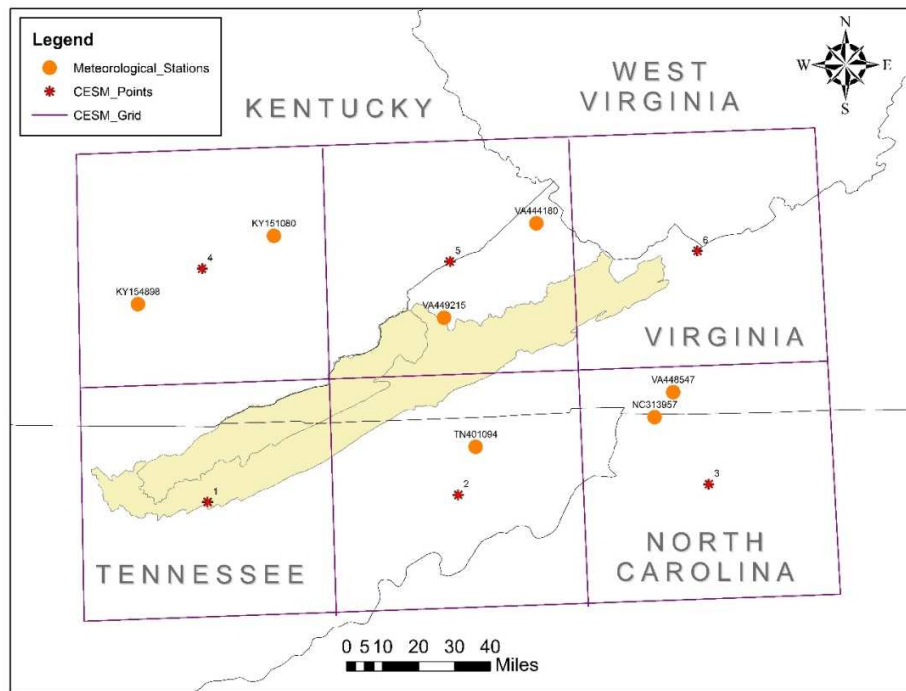 Legend
Meteorological_Stations
CESM_Points
CESM_Grid
N
W
E
S
KENTUCKY
WEST
VIRGINIA
KY151080
VA444180
4
5
6
KY154898
VA449215
VIRGINIA
VA448547
NC313957
TN401094
1
2
3
TENNESSEE
NORTH
CAROLINA
0 5 10 20 30 40
Miles